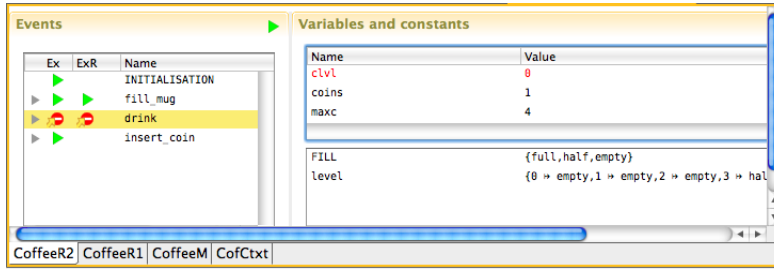 Events
Variables and constants
Ex ExR Name
INITIALISATION
fill_mug
drink
insert_coin
Name Value
clvl 0
coins 1
maxc 4
FILL {full,half,empty}
level {0 ↦ empty,1 ↦ empty,2 ↦ empty,3 ↦ hal
CoffeeR2 CoffeeR1 CoffeeM CofCtxt